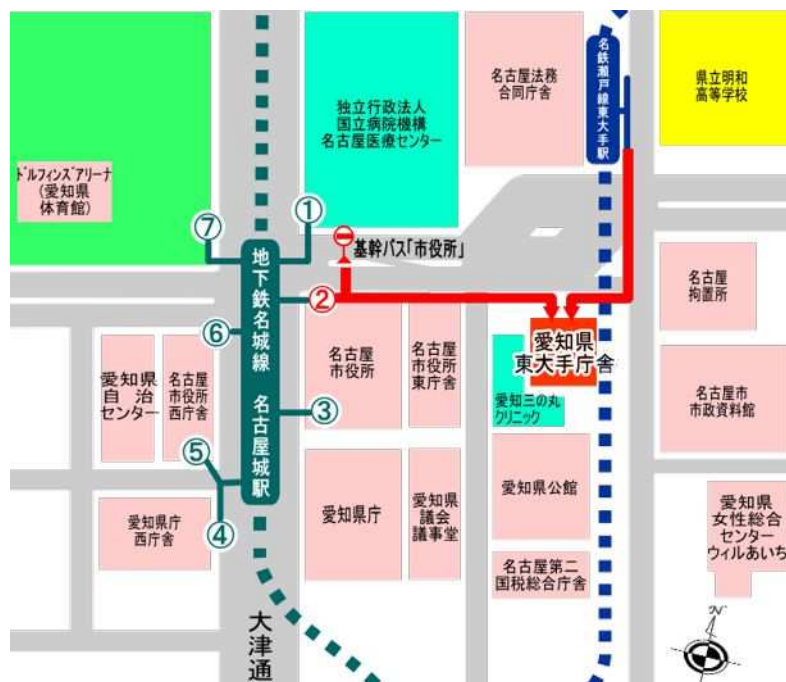 名鉄瀬戸線東大手駅
名古屋法務
合同庁舎
県立明和
高等学校
独立行政法人
国立病院機構
名古屋医療センター
ﾄﾞルフィンズアリーナ
(愛知県
体育館)
⑦
①
基幹バス「市役所」
地下鉄名城線 名古屋城駅
②
⑥
名古屋
拘置所
愛知県
東大手庁舎
愛知県
自治
センター
名古屋
市役所
西庁舎
名古屋
市役所
名古屋
市役所
東庁舎
愛知三の丸
クリニック
名古屋市
市政資料館
③
⑤
④
愛知県庁
西庁舎
愛知県庁
愛知県
議会
議事堂
愛知県公館
愛知県
女性総合
センター
ウィルあいち
名古屋第二
国税総合庁舎
大津通
N